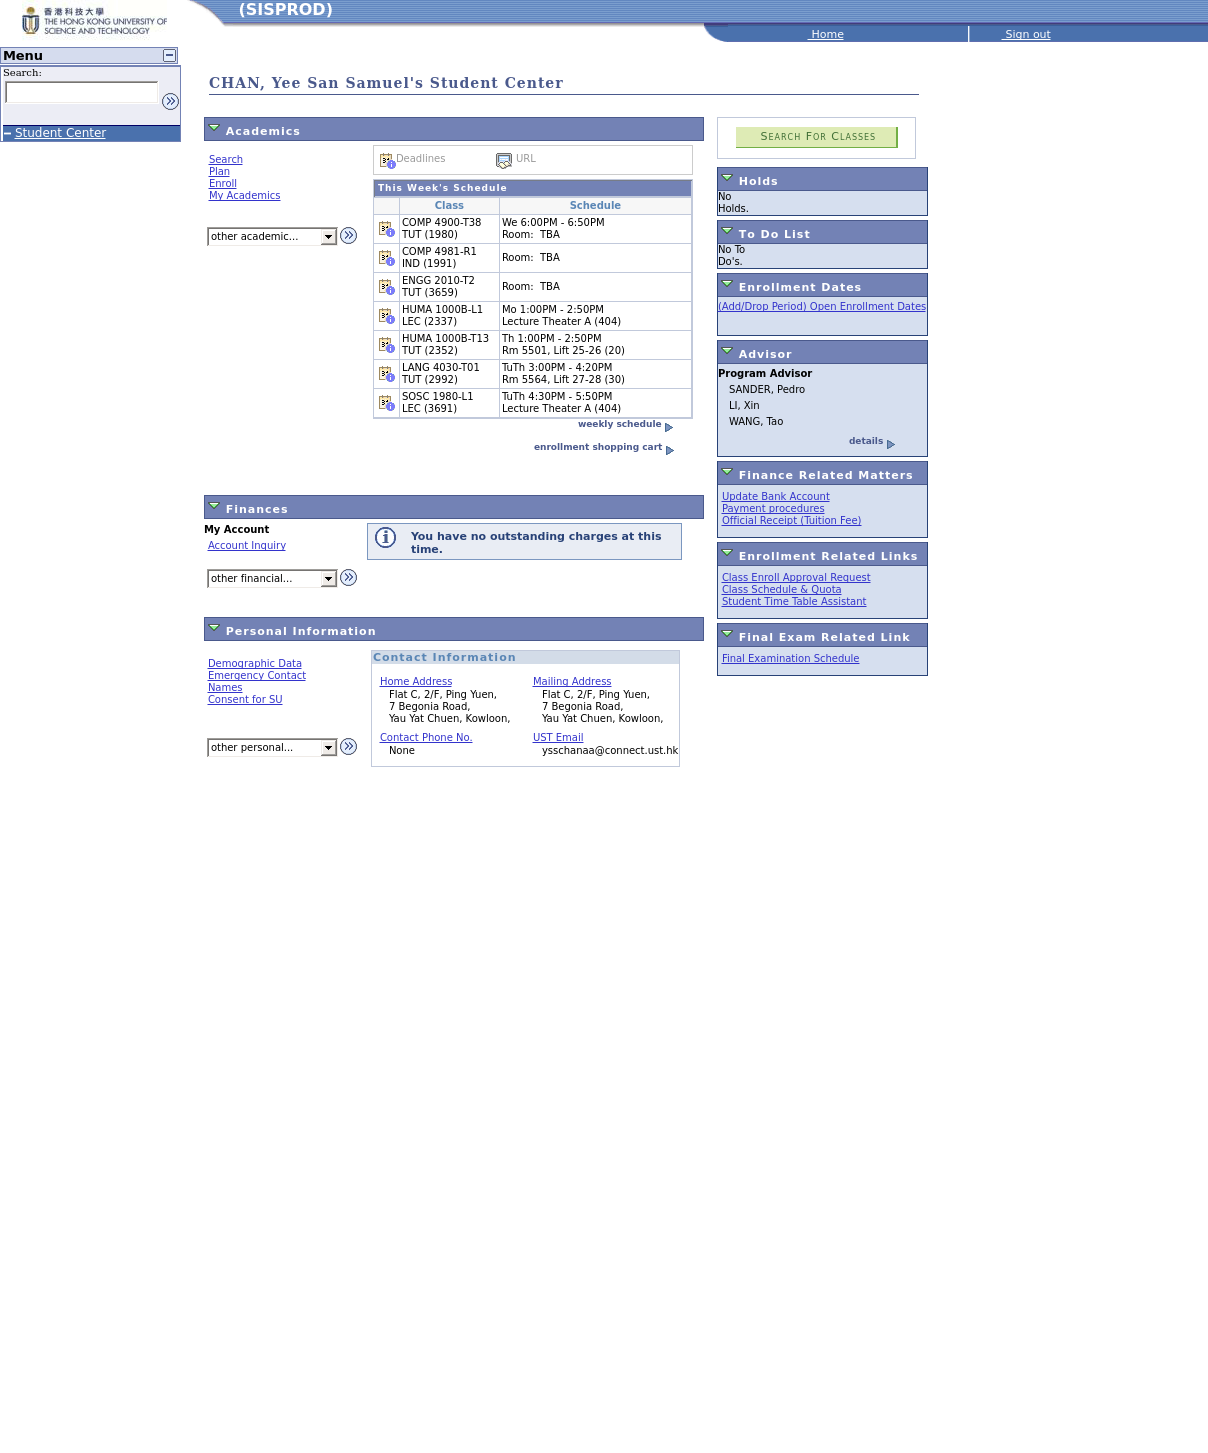 香港科技大學
THE HONG KONG UNIVERSITY OF
SCIENCE AND TECHNOLOGY
(SISPROD)
Home
Sign out
Menu
Search:
Student Center
CHAN, Yee San Samuel's Student Center
Academics
Search
Plan
Enroll
My Academics
other academic...
Deadlines
URL
This Week's Schedule
Class
Schedule
COMP 4900-T38
TUT (1980)
We 6:00PM - 6:50PM
Room:  TBA
COMP 4981-R1
IND (1991)
Room:  TBA
ENGG 2010-T2
TUT (3659)
Room:  TBA
HUMA 1000B-L1
LEC (2337)
Mo 1:00PM - 2:50PM
Lecture Theater A (404)
HUMA 1000B-T13
TUT (2352)
Th 1:00PM - 2:50PM
Rm 5501, Lift 25-26 (20)
LANG 4030-T01
TUT (2992)
TuTh 3:00PM - 4:20PM
Rm 5564, Lift 27-28 (30)
SOSC 1980-L1
LEC (3691)
TuTh 4:30PM - 5:50PM
Lecture Theater A (404)
weekly schedule
enrollment shopping cart
Finances
My Account
Account Inquiry
other financial...
You have no outstanding charges at this
time.
Personal Information
Demographic Data
Emergency Contact
Names
Consent for SU
other personal...
Contact Information
Home Address
Flat C, 2/F, Ping Yuen,
7 Begonia Road,
Yau Yat Chuen, Kowloon,
Mailing Address
Flat C, 2/F, Ping Yuen,
7 Begonia Road,
Yau Yat Chuen, Kowloon,
Contact Phone No.
None
UST Email
ysschanaa@connect.ust.hk
Search For Classes
Holds
No
Holds.
To Do List
No To
Do's.
Enrollment Dates
(Add/Drop Period) Open Enrollment Dates
Advisor
Program Advisor
SANDER, Pedro
LI, Xin
WANG, Tao
details
Finance Related Matters
Update Bank Account
Payment procedures
Official Receipt (Tuition Fee)
Enrollment Related Links
Class Enroll Approval Request
Class Schedule & Quota
Student Time Table Assistant
Final Exam Related Link
Final Examination Schedule